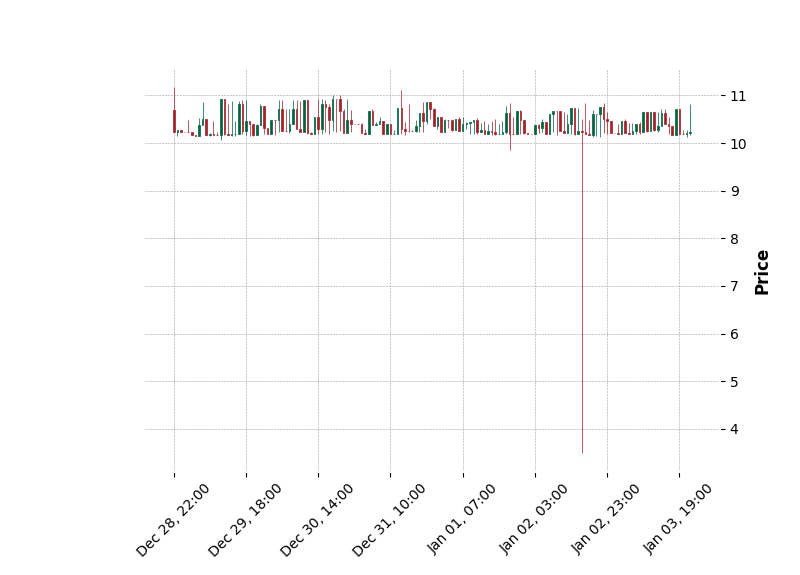 11
10
9
8
7
6
5
4
Price
Dec 28, 22:00
Dec 29, 18:00
Dec 30, 14:00
Dec 31, 10:00
Jan 01, 07:00
Jan 02, 03:00
Jan 02, 23:00
Jan 03, 19:00